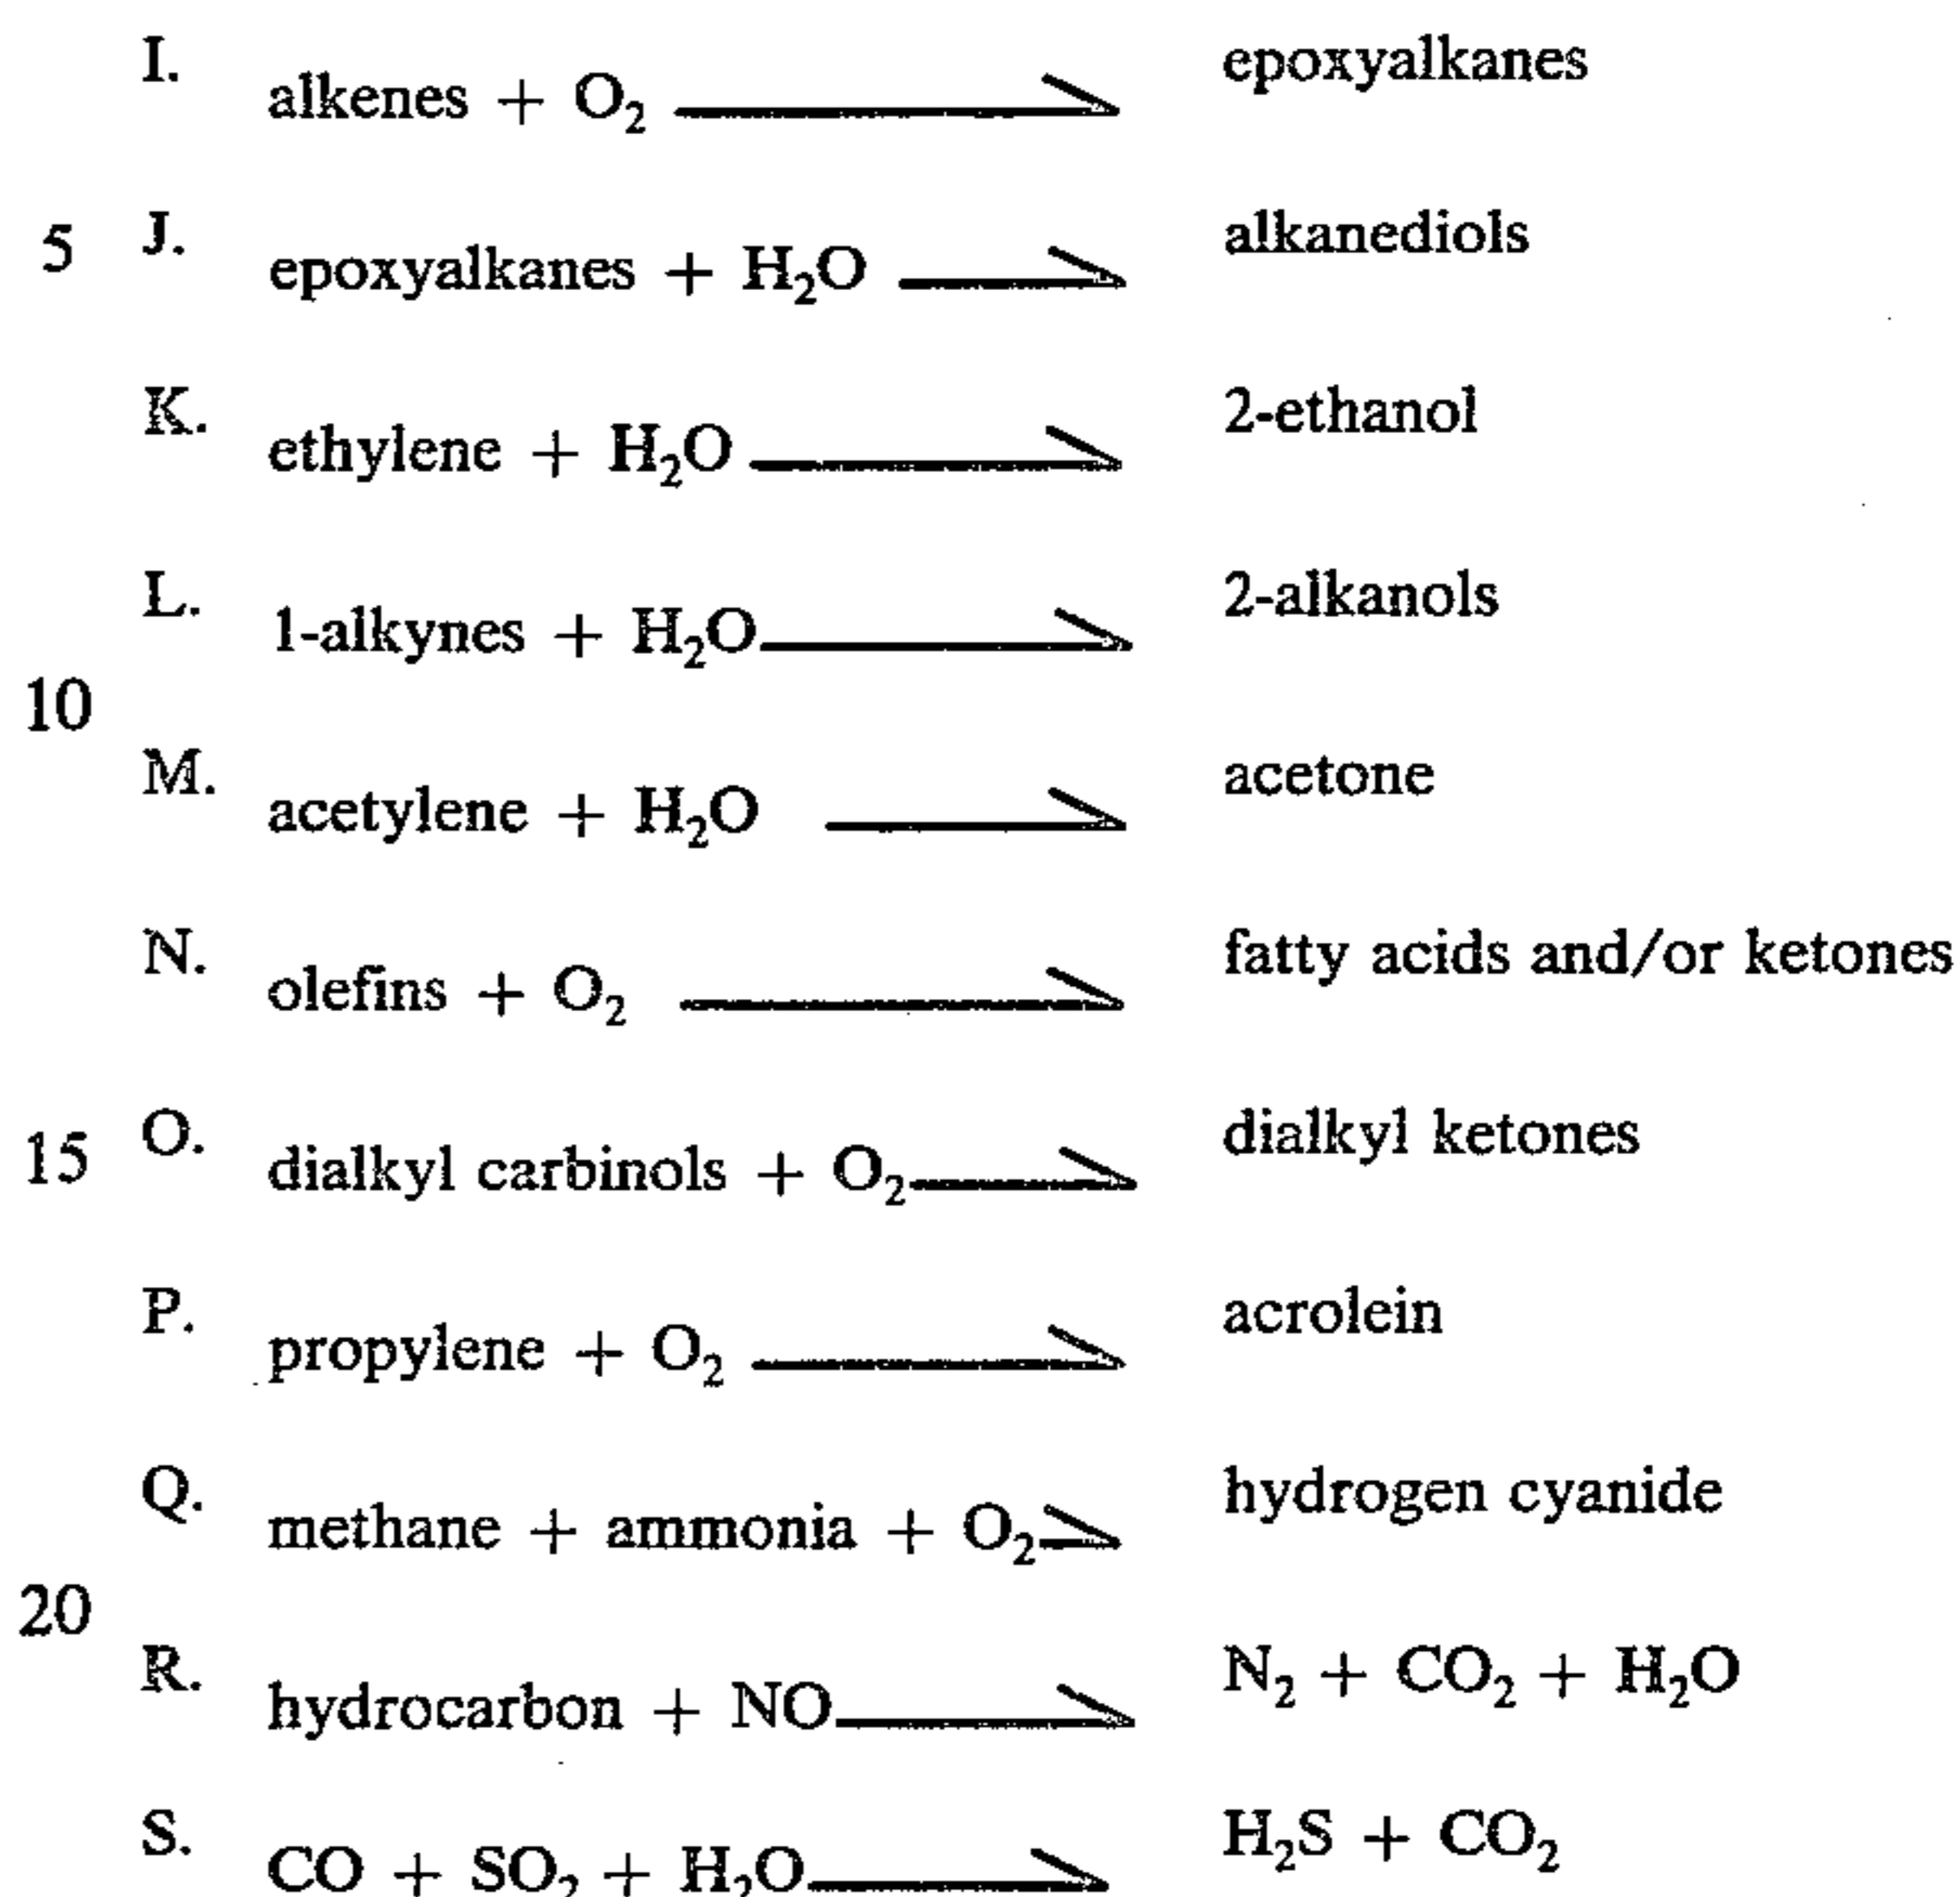 I. alkenes + O₂ ⇀ epoxyalkanes
5 J. epoxyalkanes + H₂O ⇀ alkanediols
K. ethylene + H₂O ⇀ 2-ethanol
L. 1-alkynes + H₂O ⇀ 2-alkanols
10
M. acetylene + H₂O ⇀ acetone
N. olefins + O₂ ⇀ fatty acids and/or ketones
15 O. dialkyl carbinols + O₂ ⇀ dialkyl ketones
P. propylene + O₂ ⇀ acrolein
Q. methane + ammonia + O₂ ⇀ hydrogen cyanide
20
R. hydrocarbon + NO ⇀ N₂ + CO₂ + H₂O
S. CO + SO₂ + H₂O ⇀ H₂S + CO₂